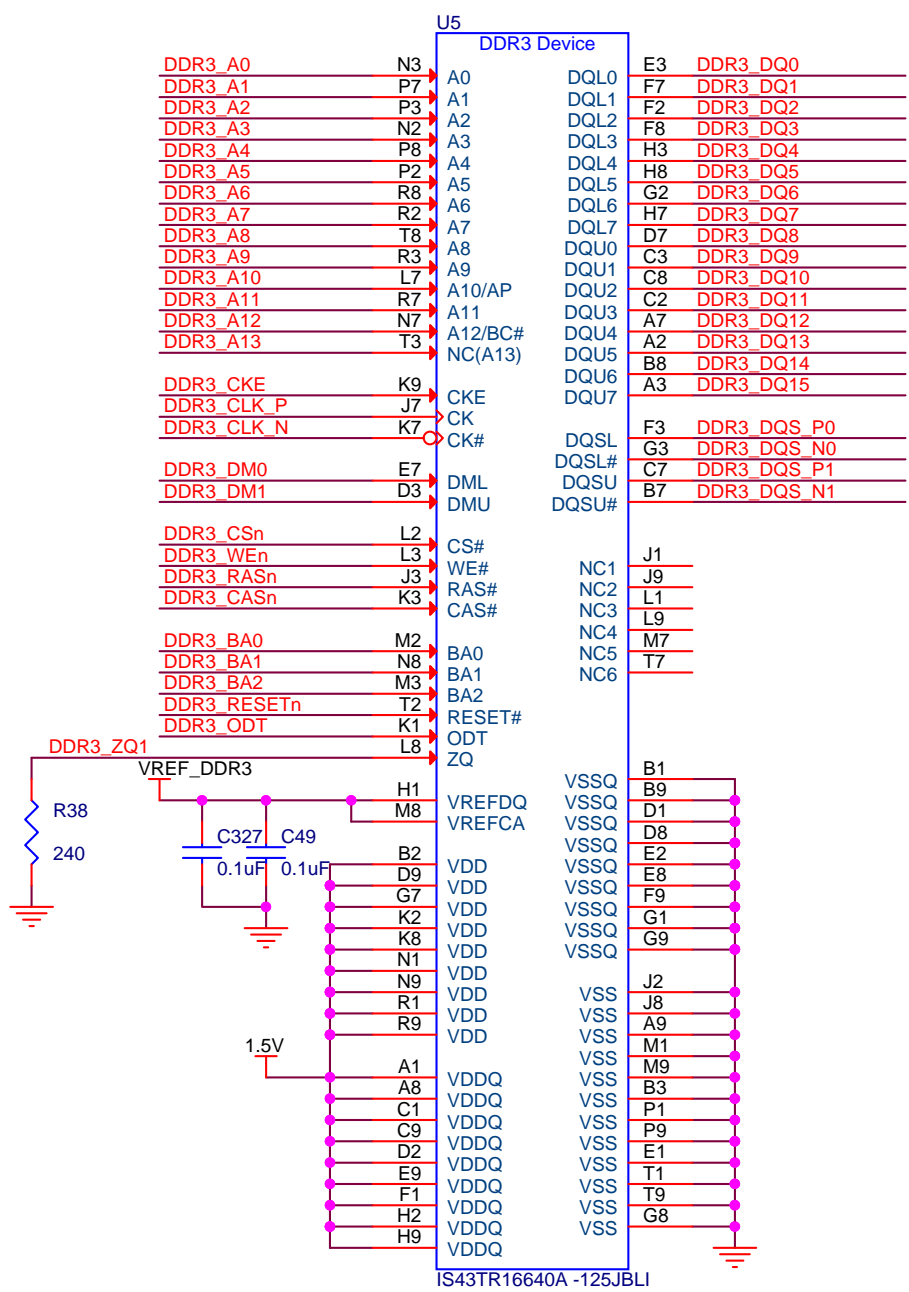 U5
DDR3 Device
DDR3_A0 N3 A0 DQL0 E3 DDR3_DQ0
DDR3_A1 P7 A1 DQL1 F7 DDR3_DQ1
DDR3_A2 P3 A2 DQL2 F2 DDR3_DQ2
DDR3_A3 N2 A3 DQL3 F8 DDR3_DQ3
DDR3_A4 P8 A4 DQL4 H3 DDR3_DQ4
DDR3_A5 P2 A5 DQL5 H8 DDR3_DQ5
DDR3_A6 R8 A6 DQL6 G2 DDR3_DQ6
DDR3_A7 R2 A7 DQL7 H7 DDR3_DQ7
DDR3_A8 T8 A8 DQU0 D7 DDR3_DQ8
DDR3_A9 R3 A9 DQU1 C3 DDR3_DQ9
DDR3_A10 L7 A10/AP DQU2 C8 DDR3_DQ10
DDR3_A11 R7 A11 DQU3 C2 DDR3_DQ11
DDR3_A12 N7 A12/BC# DQU4 A7 DDR3_DQ12
DDR3_A13 T3 NC(A13) DQU5 A2 DDR3_DQ13
DQU6 B8 DDR3_DQ14
DDR3_CKE K9 CKE DQU7 A3 DDR3_DQ15
DDR3_CLK_P J7 CK
DDR3_CLK_N K7 CK# DQSL F3 DDR3_DQS_P0
DQSL# G3 DDR3_DQS_N0
DDR3_DM0 E7 DML DQSU C7 DDR3_DQS_P1
DDR3_DM1 D3 DMU DQSU# B7 DDR3_DQS_N1
DDR3_CSn L2 CS#
DDR3_WEn L3 WE# NC1 J1
DDR3_RASn J3 RAS# NC2 J9
DDR3_CASn K3 CAS# NC3 L1
NC4 L9
DDR3_BA0 M2 BA0 NC5 M7
DDR3_BA1 N8 BA1 NC6 T7
DDR3_BA2 M3 BA2
DDR3_RESETn T2 RESET#
DDR3_ODT K1 ODT
DDR3_ZQ1 L8 ZQ
VREF_DDR3 VSSQ B1
H1 VREFDQ VSSQ B9
R38 M8 VREFCA VSSQ D1
C327 C49 VSSQ D8
240 B2 VDD VSSQ E2
0.1uF 0.1uF D9 VDD VSSQ E8
G7 VDD VSSQ F9
K2 VDD VSSQ G1
K8 VDD VSSQ G9
N1 VDD
N9 VDD VSS J2
R1 VDD VSS J8
R9 VDD VSS A9
1.5V VSS M1
A1 VDDQ VSS M9
A8 VDDQ VSS B3
C1 VDDQ VSS P1
C9 VDDQ VSS P9
D2 VDDQ VSS E1
E9 VDDQ VSS T1
F1 VDDQ VSS T9
H2 VDDQ VSS G8
H9 VDDQ
IS43TR16640A -125JBLI